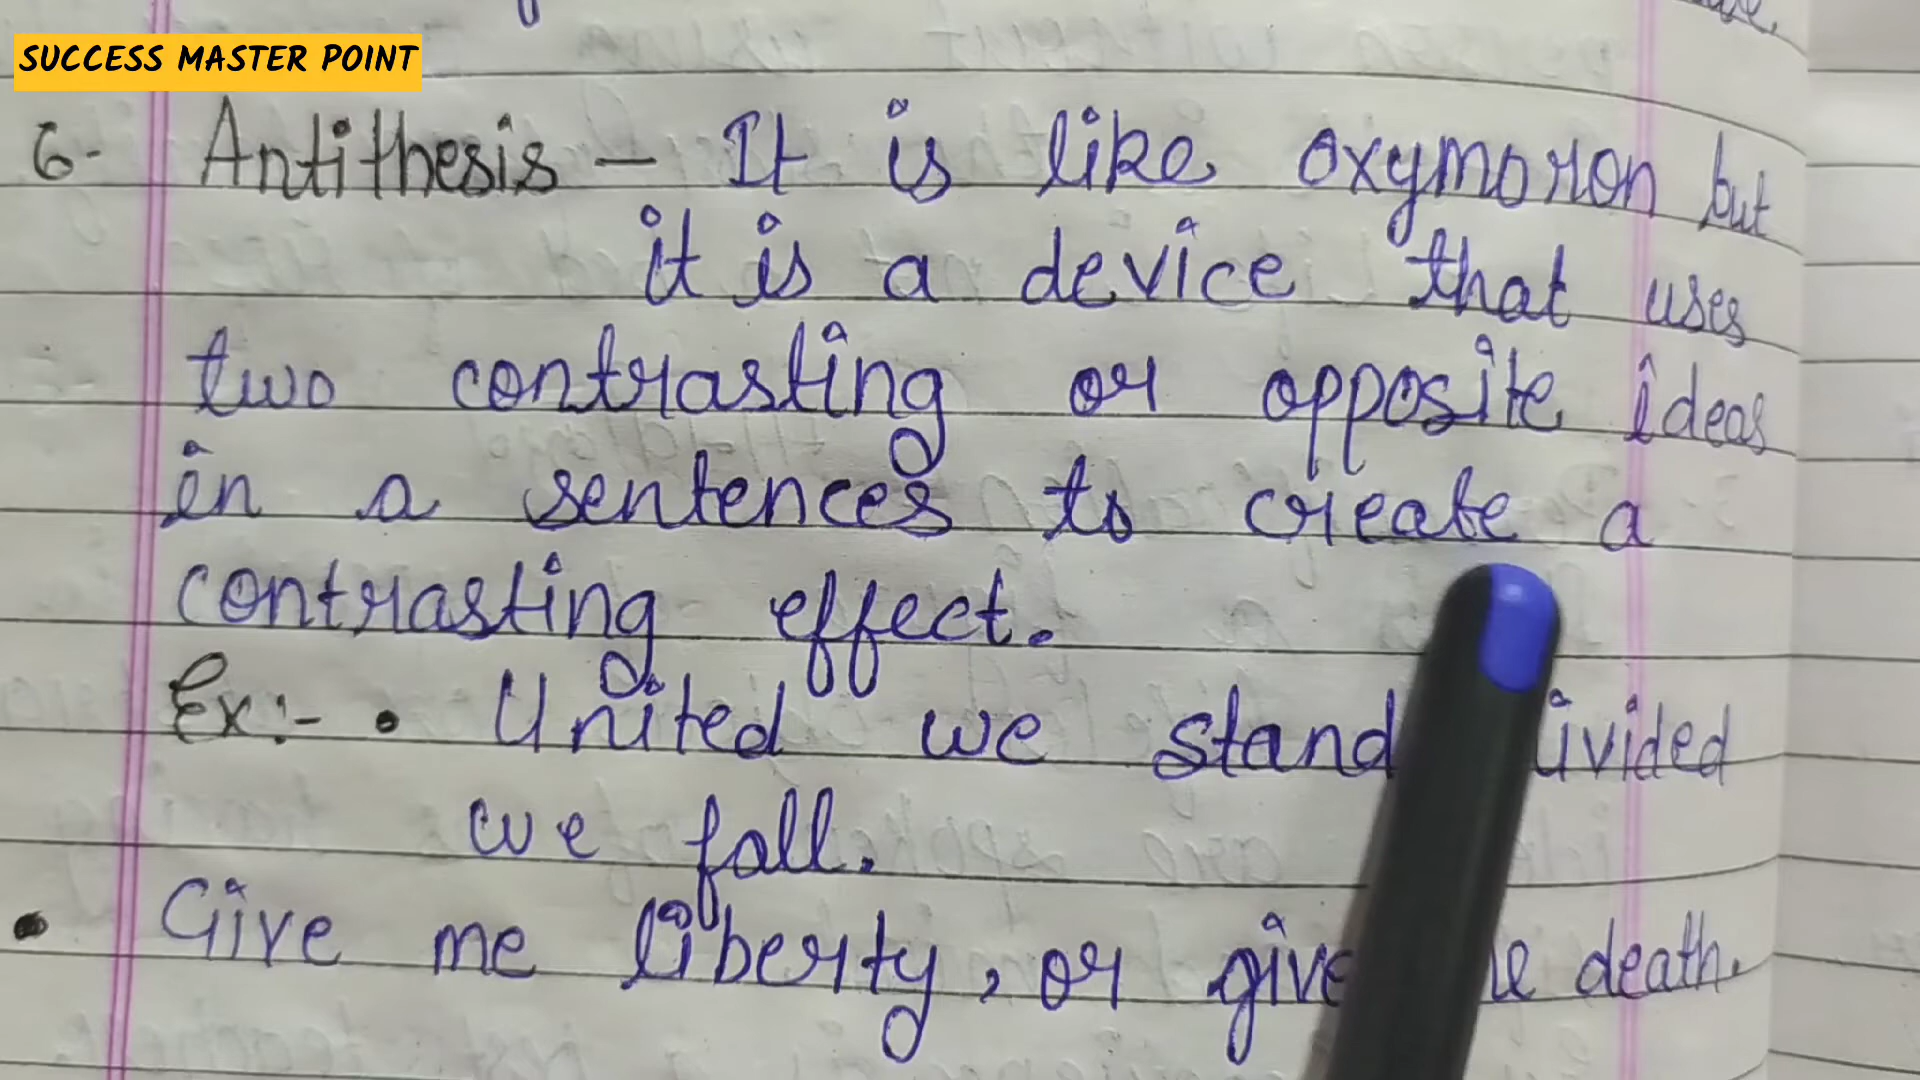 SUCCESS MASTER POINT
6- Antithesis - It is like oxymoron but
it is a device that uses
two contrasting or opposite ideas
in a sentences to create a
contrasting effect.
Ex:- • United we stand ivided
we fall.
• Give me liberty, or give death.